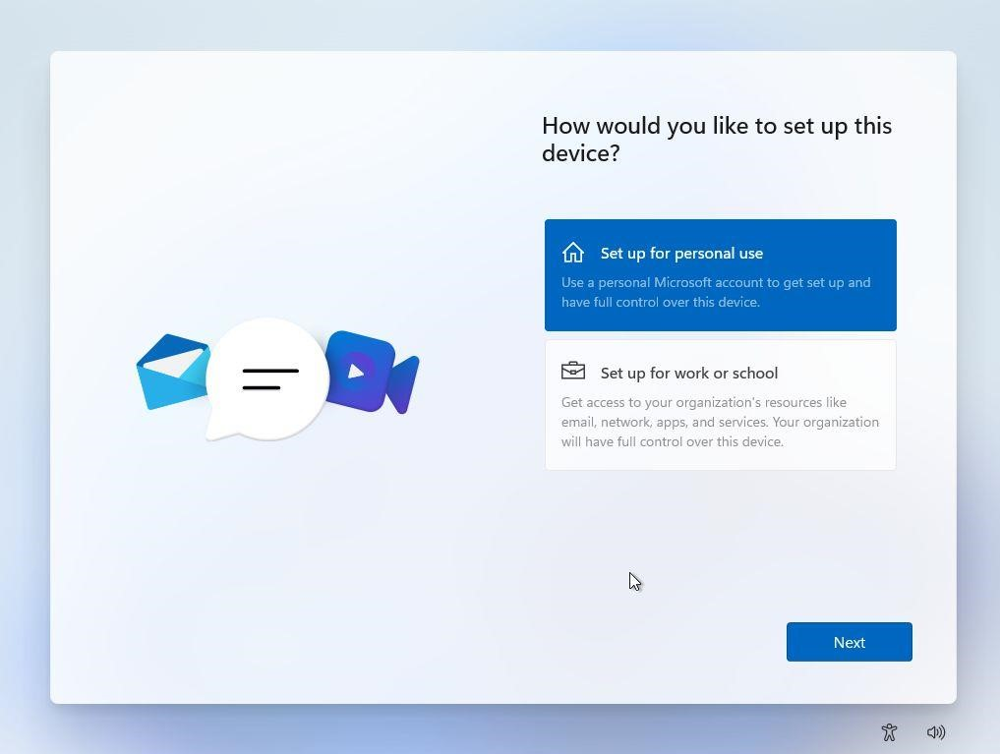 How would you like to set up this
device?
Set up for personal use
Use a personal Microsoft account to get set up and
have full control over this device.
Set up for work or school
Get access to your organization's resources like
email, network, apps, and services. Your organization
will have full control over this device.
Next